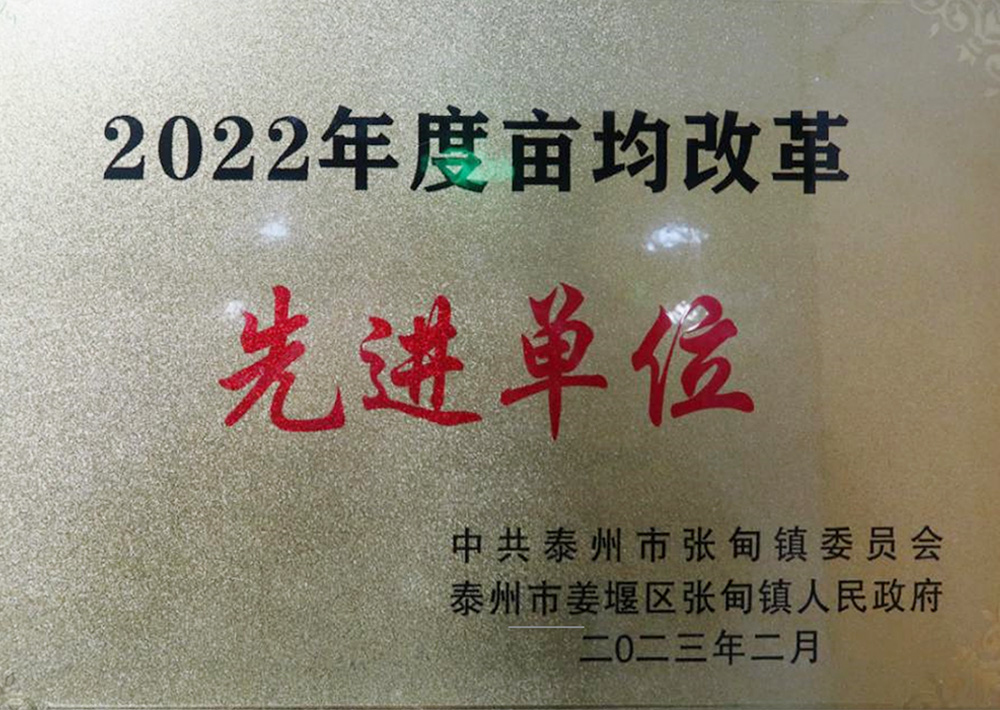 2022年度亩均改革
先进单位
中共泰州市张甸镇委员会
泰州市姜堰区张甸镇人民政府
二〇二三年二月